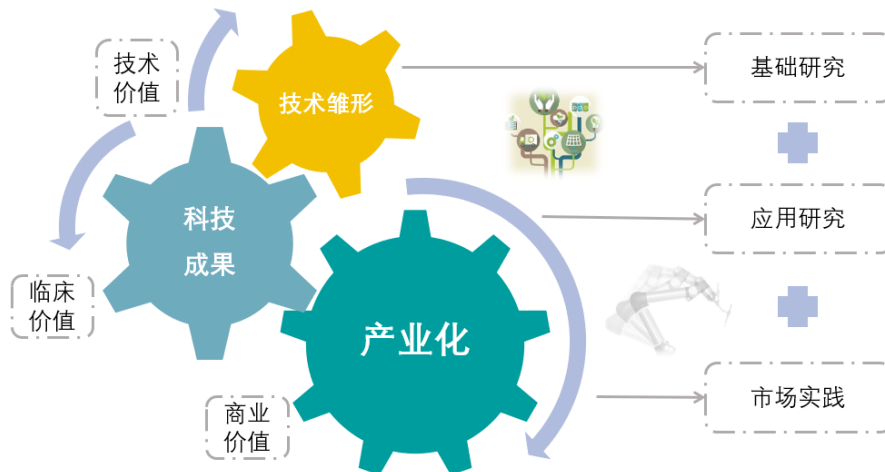 技术
价值
技术雏形
基础研究
科技
成果
应用研究
临床
价值
产业化
商业
价值
市场实践